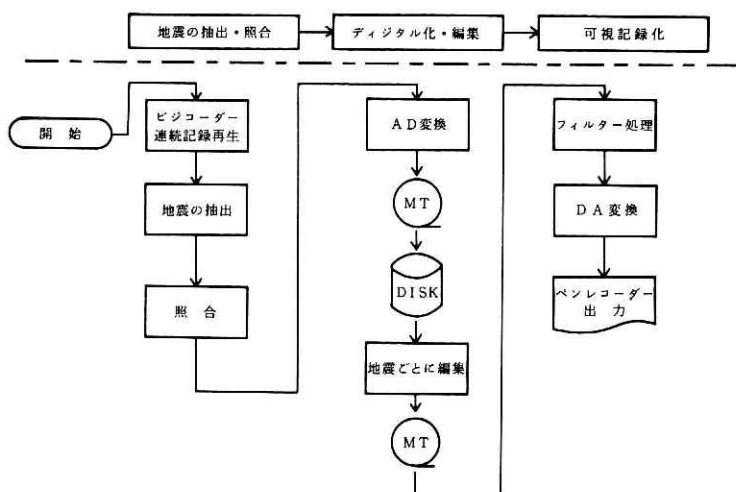 地震の抽出・照合
ディジタル化・編集
可視記録化
開始
ビジコーダー
連続記録再生
地震の抽出
照合
AD変換
MT
DISK
地震ごとに編集
MT
フィルター処理
DA変換
ペンレコーダー
出力